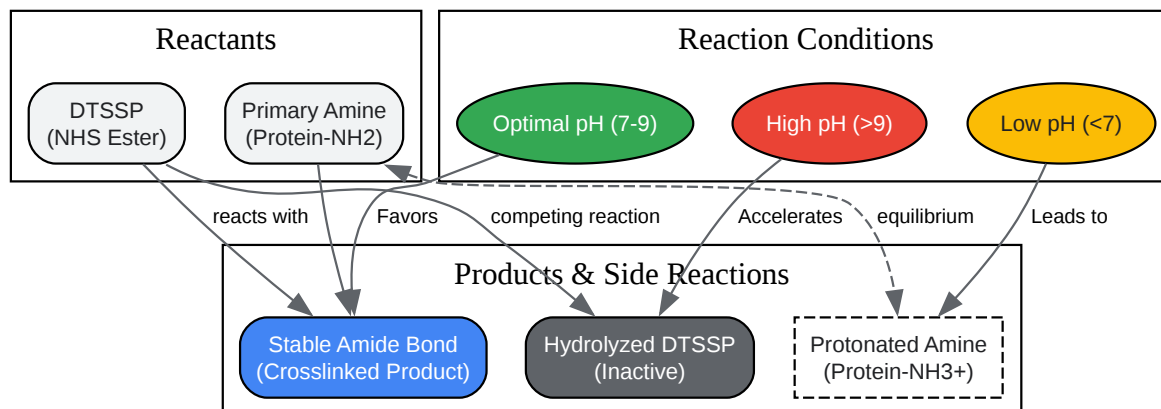 Reactants
Reaction Conditions
DTSSP
(NHS Ester)
Primary Amine
(Protein-NH2)
Optimal pH (7-9)
High pH (>9)
Low pH (<7)
reacts with
Favors
competing reaction
Accelerates
equilibrium
Leads to
Products & Side Reactions
Stable Amide Bond
(Crosslinked Product)
Hydrolyzed DTSSP
(Inactive)
Protonated Amine
(Protein-NH3+)